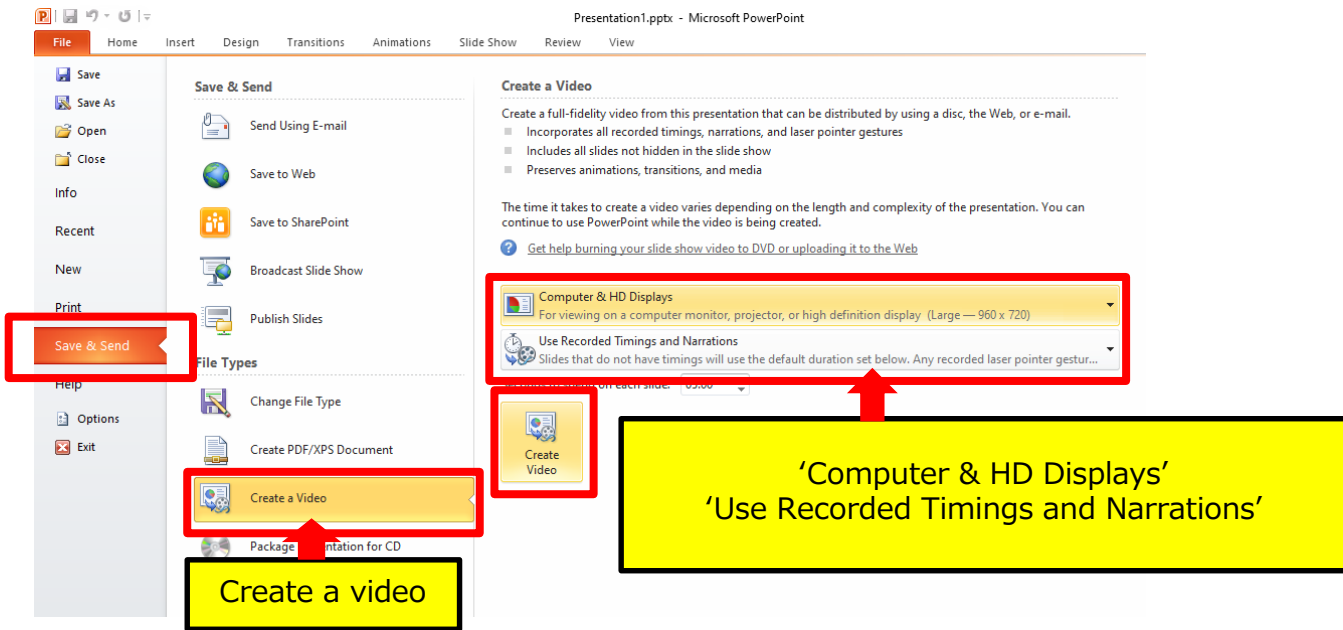 Presentation1.pptx - Microsoft PowerPoint
File Home Insert Design Transitions Animations Slide Show Review View
Save
Save As
Open
Close
Info
Recent
New
Print
Save & Send
Help
Options
Exit
Save & Send
Send Using E-mail
Save to Web
Save to SharePoint
Broadcast Slide Show
Publish Slides
File Types
Change File Type
Create PDF/XPS Document
Create a Video
Package for CD
Create a video
Create a Video
Create a full-fidelity video from this presentation that can be distributed by using a disc, the Web, or e-mail.
Incorporates all recorded timings, narrations, and laser pointer gestures
Includes all slides not hidden in the slide show
Preserves animations, transitions, and media
The time it takes to create a video varies depending on the length and complexity of the presentation. You can
continue to use PowerPoint while the video is being created.
Get help burning your slide show video to DVD or uploading it to the Web
Computer & HD Displays
For viewing on a computer monitor, projector, or high definition display (Large — 960 x 720)
Use Recorded Timings and Narrations
Slides that do not have timings will use the default duration set below. Any recorded laser pointer gestur...
on each slide: 05.00
Create
Video
‘Computer & HD Displays’
‘Use Recorded Timings and Narrations’